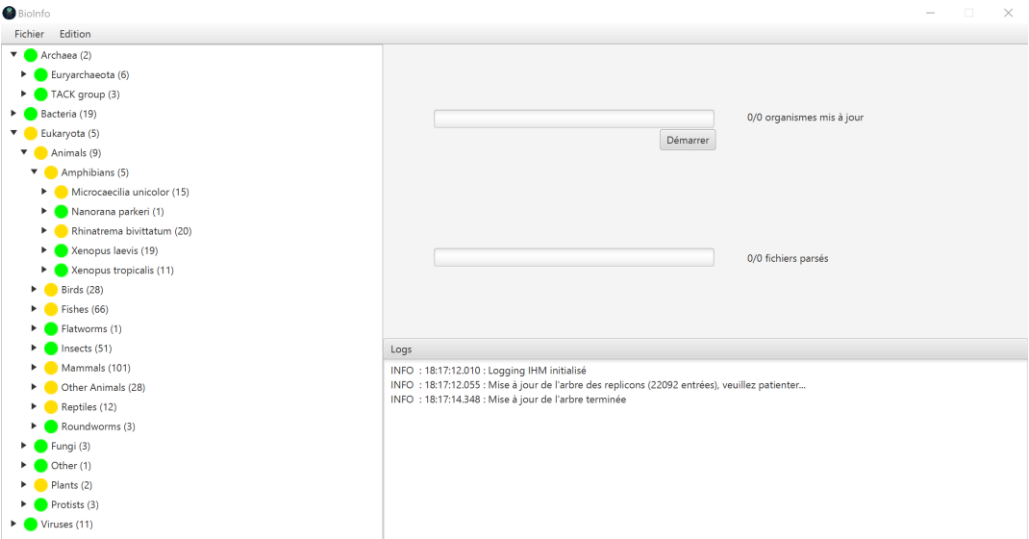 BioInfo
Fichier Edition
Archaea (2)
Euryarchaeota (6)
TACK group (3)
Bacteria (19)
Eukaryota (5)
Animals (9)
Amphibians (5)
Microcaecilia unicolor (15)
Nanorana parkeri (1)
Rhinatrema bivittatum (20)
Xenopus laevis (19)
Xenopus tropicalis (11)
Birds (28)
Fishes (66)
Flatworms (1)
Insects (51)
Mammals (101)
Other Animals (28)
Reptiles (12)
Roundworms (3)
Fungi (3)
Other (1)
Plants (2)
Protists (3)
Viruses (11)
0/0 organismes mis à jour
Démarrer
0/0 fichiers parsés
Logs
INFO : 18:17:12.010 : Logging IHM initialisé
INFO : 18:17:12.055 : Mise à jour de l'arbre des replicons (22092 entrées), veuillez patienter...
INFO : 18:17:14.348 : Mise à jour de l'arbre terminée